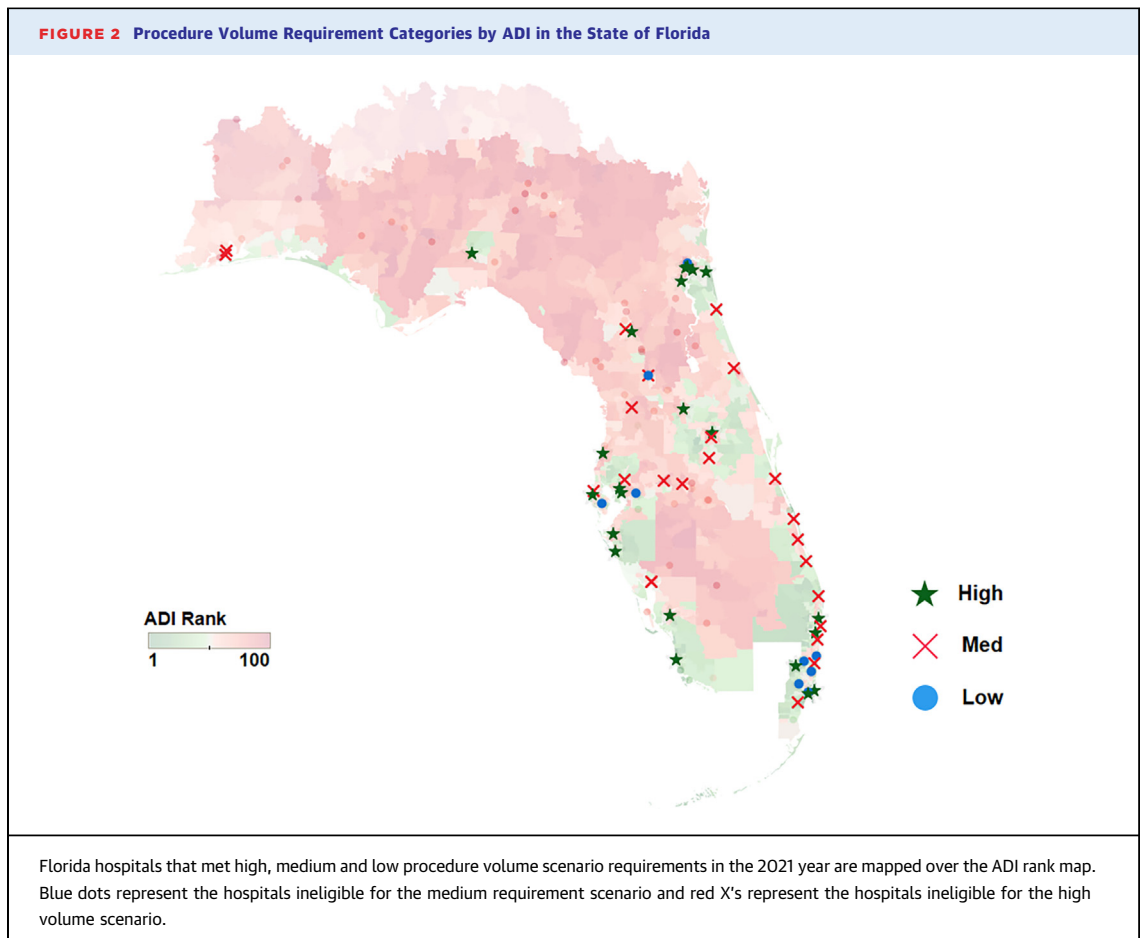 FIGURE 2 Procedure Volume Requirement Categories by ADI in the State of Florida
High
ADI Rank
1 100
Med
Low
Florida hospitals that met high, medium and low procedure volume scenario requirements in the 2021 year are mapped over the ADI rank map.
Blue dots represent the hospitals ineligible for the medium requirement scenario and red X's represent the hospitals ineligible for the high
volume scenario.